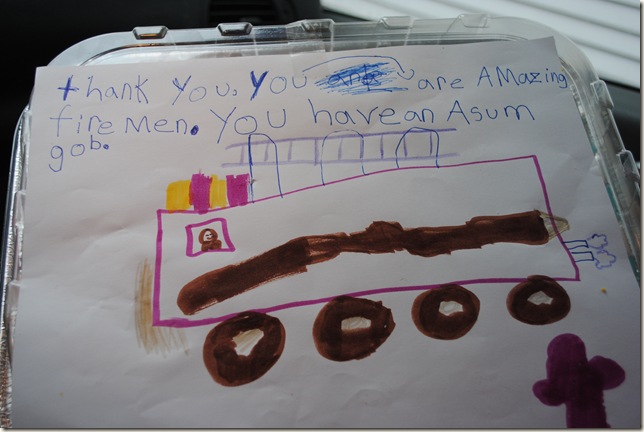 thank you. you are AMazing
fire Men. you have an Asum
gob.